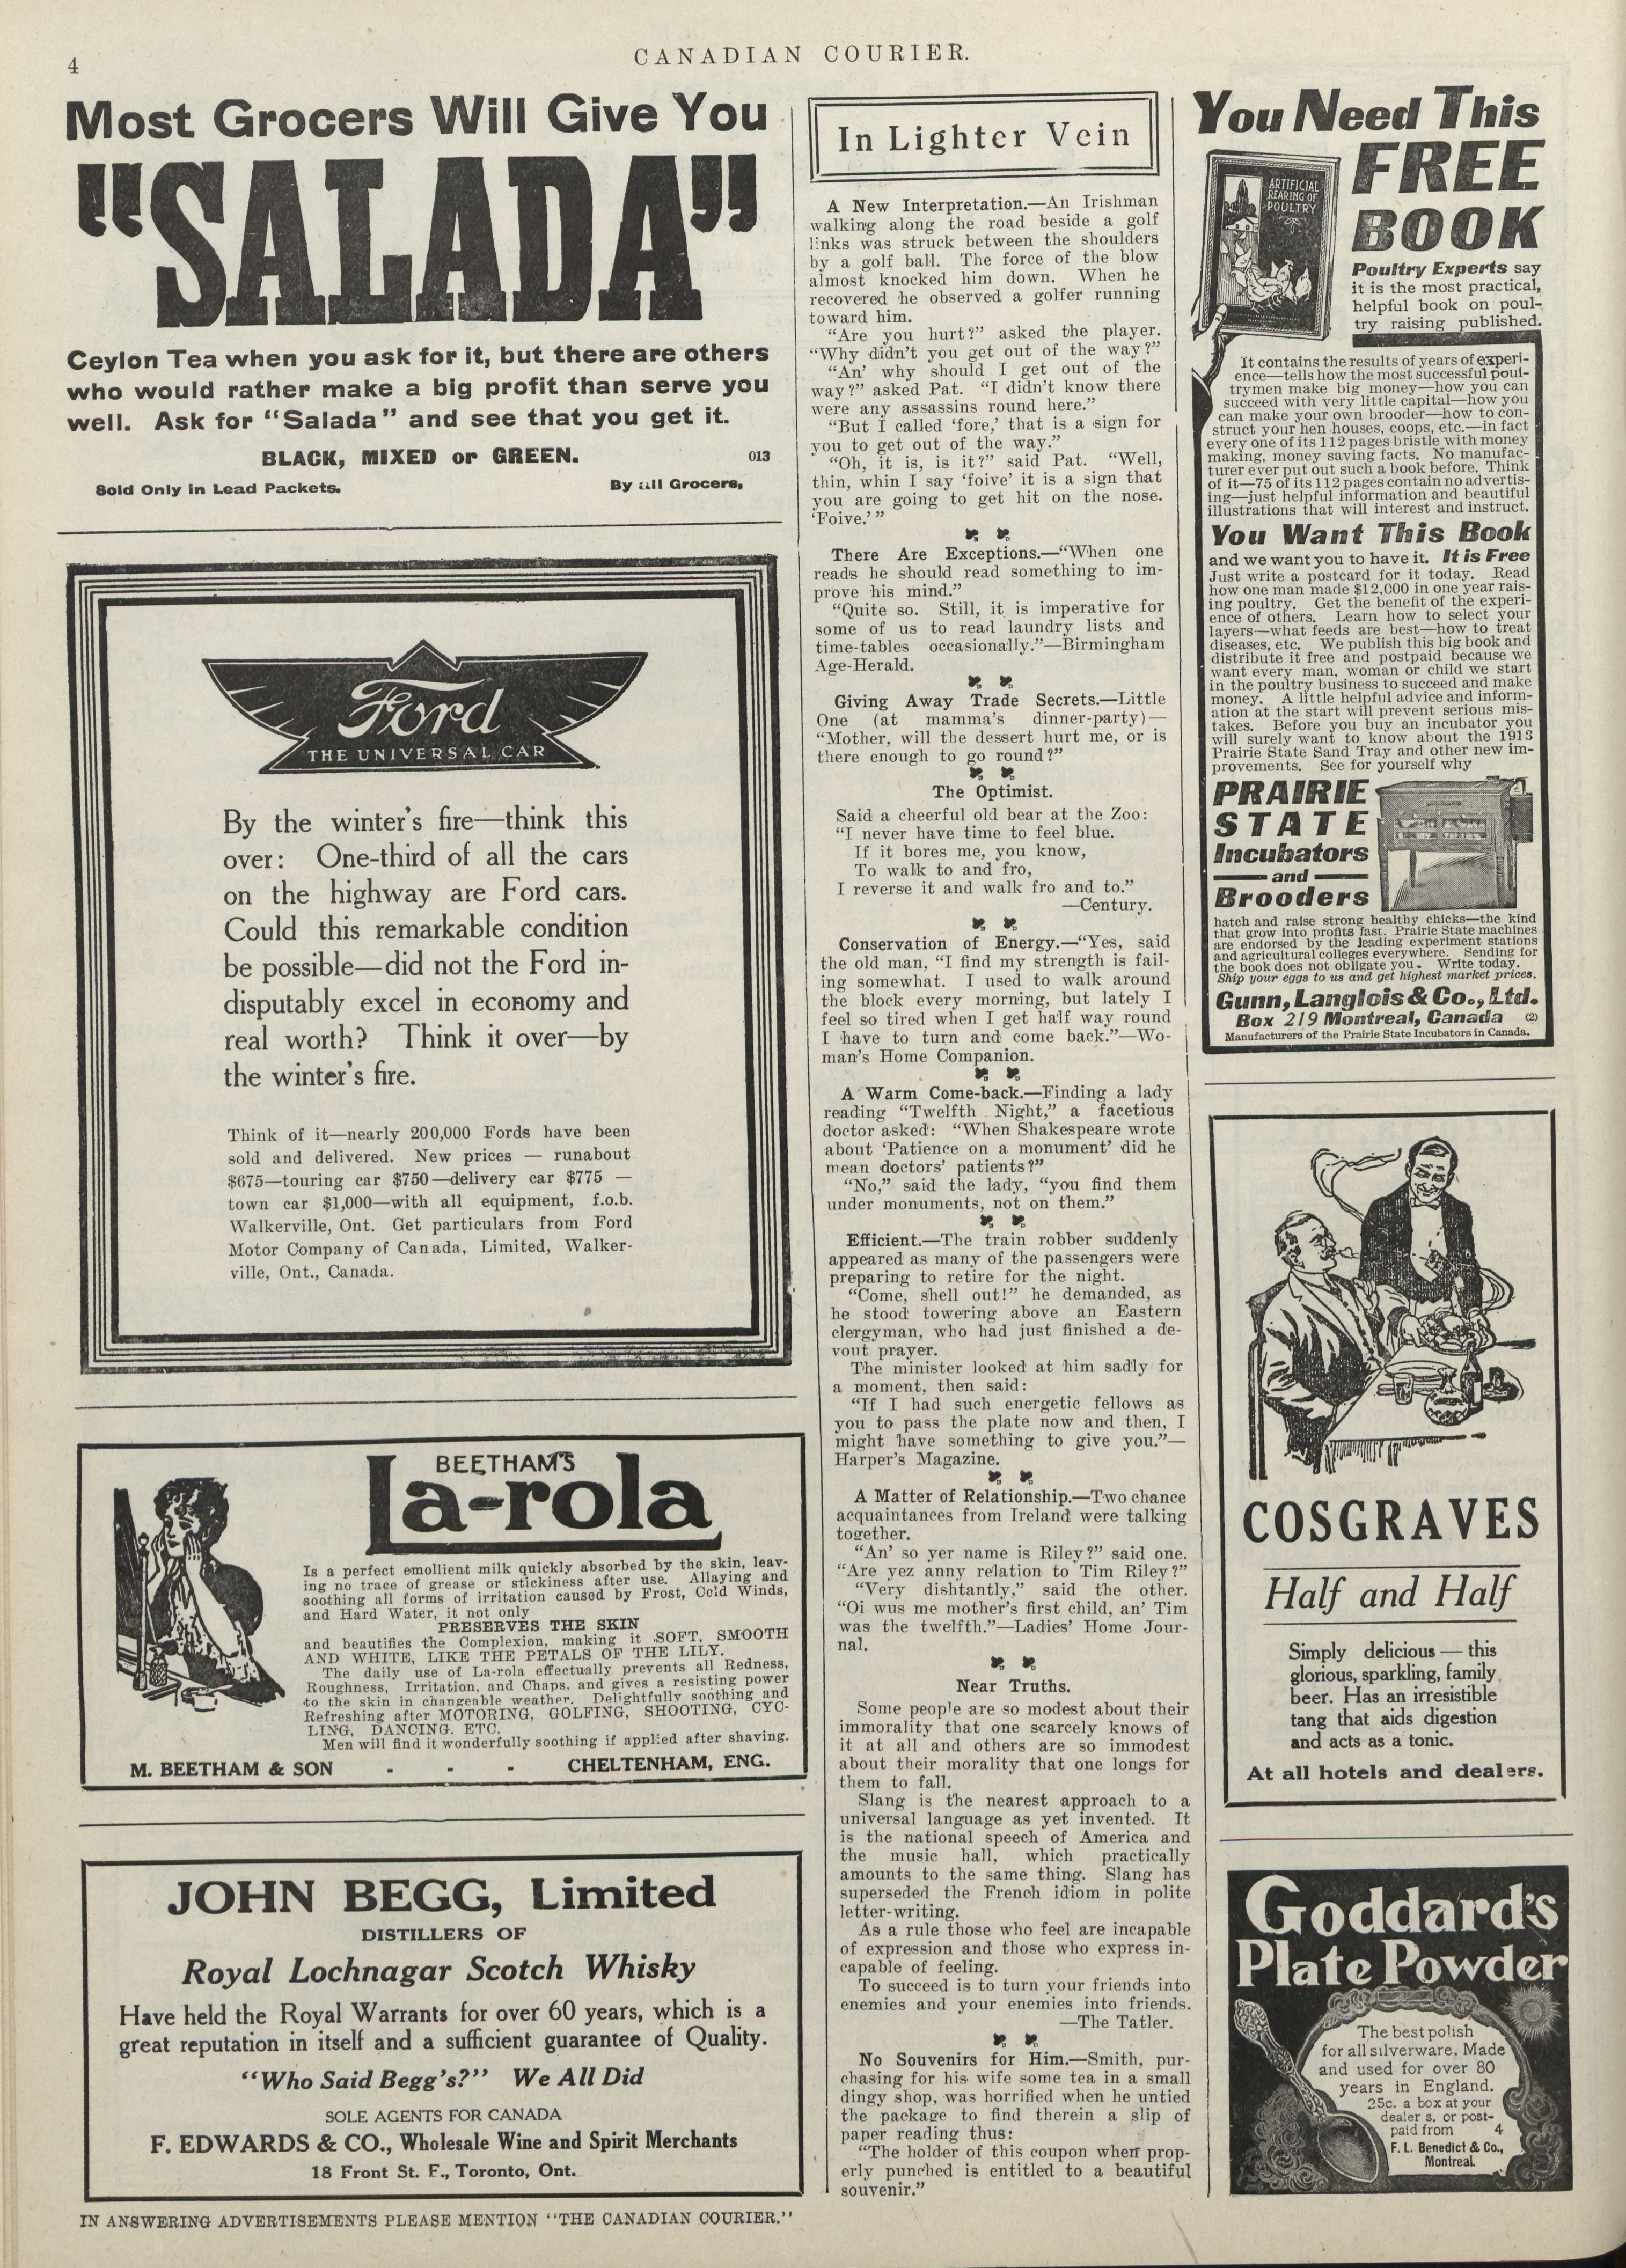 4
CANADIAN COURIER.
Most Grocers Will Give You
"SALADA"
Ceylon Tea when you ask for it, but there are others
who would rather make a big profit than serve you
well. Ask for "Salada" and see that you get it.
BLACK, MIXED or GREEN. 013
Sold Only in Lead Packets. By all Grocers,
Ford
THE UNIVERSAL CAR
By the winter's fire—think this
over: One-third of all the cars
on the highway are Ford cars.
Could this remarkable condition
be possible—did not the Ford in-
disputably excel in economy and
real worth? Think it over—by
the winter's fire.
Think of it—nearly 200,000 Fords have been
sold and delivered. New prices — runabout
$675—touring car $750—delivery car $775 —
town car $1,000—with all equipment, f.o.b.
Walkerville, Ont. Get particulars from Ford
Motor Company of Canada, Limited, Walker-
ville, Ont., Canada.
BEETHAM'S
La-rola
Is a perfect emollient milk quickly absorbed by the skin, leav-
ing no trace of grease or stickiness after use. Allaying and
soothing all forms of irritation caused by Frost, Cold Winds,
and Hard Water, it not only
PRESERVES THE SKIN
and beautifies the Complexion, making it SOFT, SMOOTH
AND WHITE, LIKE THE PETALS OF THE LILY.
The daily use of La-rola effectually prevents all Redness,
Roughness, Irritation, and Chaps, and gives a resisting power
to the skin in changeable weather. Delightfully soothing and
Refreshing after MOTORING, GOLFING, SHOOTING, CYC-
LING, DANCING. ETC.
Men will find it wonderfully soothing if applied after shaving.
M. BEETHAM & SON - - - CHELTENHAM, ENG.
JOHN BEGG, Limited
DISTILLERS OF
Royal Lochnagar Scotch Whisky
Have held the Royal Warrants for over 60 years, which is a
great reputation in itself and a sufficient guarantee of Quality.
"Who Said Begg's?" We All Did
SOLE AGENTS FOR CANADA
F. EDWARDS & CO., Wholesale Wine and Spirit Merchants
18 Front St. F., Toronto, Ont.
IN ANSWERING ADVERTISEMENTS PLEASE MENTION "THE CANADIAN COURIER."
In Lighter Vein
A New Interpretation.—An Irishman
walking along the road beside a golf
links was struck between the shoulders
by a golf ball. The force of the blow
almost knocked him down. When he
recovered he observed a golfer running
toward him.
"Are you hurt?" asked the player.
"Why didn't you get out of the way?"
"An' why should I get out of the
way?" asked Pat. "I didn't know there
were any assassins round here."
"But I called 'fore,' that is a sign for
you to get out of the way."
"Oh, it is, is it?" said Pat. "Well,
thin, whin I say 'foive' it is a sign that
you are going to get hit on the nose.
'Foive.'"
There Are Exceptions.—"When one
reads he should read something to im-
prove his mind."
"Quite so. Still, it is imperative for
some of us to read laundry lists and
time-tables occasionally."—Birmingham
Age-Herald.
Giving Away Trade Secrets.—Little
One (at mamma's dinner-party)—
"Mother, will the dessert hurt me, or is
there enough to go round?"
The Optimist.
Said a cheerful old bear at the Zoo:
"I never have time to feel blue.
If it bores me, you know,
To walk to and fro,
I reverse it and walk fro and to."
—Century.
Conservation of Energy.—"Yes, said
the old man, "I find my strength is fail-
ing somewhat. I used to walk around
the block every morning, but lately I
feel so tired when I get half way round
I have to turn and come back."—Wo-
man's Home Companion.
A Warm Come-back.—Finding a lady
reading "Twelfth Night," a facetious
doctor asked: "When Shakespeare wrote
about 'Patience on a monument' did he
mean doctors' patients?"
"No," said the lady, "you find them
under monuments, not on them."
Efficient.—The train robber suddenly
appeared as many of the passengers were
preparing to retire for the night.
"Come, shell out!" he demanded, as
he stood towering above an Eastern
clergyman, who had just finished a de-
vout prayer.
The minister looked at him sadly for
a moment, then said:
"If I had such energetic fellows as
you to pass the plate now and then, I
might have something to give you."—
Harper's Magazine.
A Matter of Relationship.—Two chance
acquaintances from Ireland were talking
together.
"An' so yer name is Riley?" said one.
"Are yez anny relation to Tim Riley?"
"Very dishtantly," said the other.
"Oi wus me mother's first child, an' Tim
was the twelfth."—Ladies' Home Jour-
nal.
Near Truths.
Some people are so modest about their
immorality that one scarcely knows of
it at all and others are so immodest
about their morality that one longs for
them to fall.
Slang is the nearest approach to a
universal language as yet invented. It
is the national speech of America and
the music hall, which practically
amounts to the same thing. Slang has
superseded the French idiom in polite
letter-writing.
As a rule those who feel are incapable
of expression and those who express in-
capable of feeling.
To succeed is to turn your friends into
enemies and your enemies into friends.
—The Tatler.
No Souvenirs for Him.—Smith, pur-
chasing for his wife some tea in a small
dingy shop, was horrified when he untied
the package to find therein a slip of
paper reading thus:
"The holder of this coupon when prop-
erly punched is entitled to a beautiful
souvenir."
You Need This
FREE
BOOK
ARTIFICIAL
REARING OF
POULTRY
Poultry Experts say
it is the most practical,
helpful book on poul-
try raising published.
It contains the results of years of experi-
ence—tells how the most successful poul-
trymen make big money—how you can
succeed with very little capital—how you
can make your own brooder—how to con-
struct your hen houses, coops, etc.—in fact
every one of its 112 pages bristle with money
making, money saving facts. No manufac-
turer ever put out such a book before. Think
of it—75 of its 112 pages contain no advertis-
ing—just helpful information and beautiful
illustrations that will interest and instruct.
You Want This Book
and we want you to have it. It is Free
Just write a postcard for it today. Read
how one man made $12,000 in one year rais-
ing poultry. Get the benefit of the experi-
ence of others. Learn how to select your
layers—what feeds are best—how to treat
diseases, etc. We publish this big book and
distribute it free and postpaid because we
want every man, woman or child we start
in the poultry business to succeed and make
money. A little helpful advice and inform-
ation at the start will prevent serious mis-
takes. Before you buy an incubator you
will surely want to know about the 1913
Prairie State Sand Tray and other new im-
provements. See for yourself why
PRAIRIE
STATE
Incubators
and
Brooders
hatch and raise strong healthy chicks—the kind
that grow into profits fast. Prairie State machines
are endorsed by the leading experiment stations
and agricultural colleges everywhere. Sending for
the book does not obligate you. Write today.
Ship your eggs to us and get highest market prices.
Gunn, Langlois & Co., Ltd.
Box 219 Montreal, Canada (2)
Manufacturers of the Prairie State Incubators in Canada.
COSGRAVES
Half and Half
Simply delicious — this
glorious, sparkling, family
beer. Has an irresistible
tang that aids digestion
and acts as a tonic.
At all hotels and dealers.
Goddard's
Plate Powder
The best polish
for all silverware. Made
and used for over 80
years in England.
25c. a box at your
dealer s, or post-
paid from 4
F. L. Benedict & Co.,
Montreal.